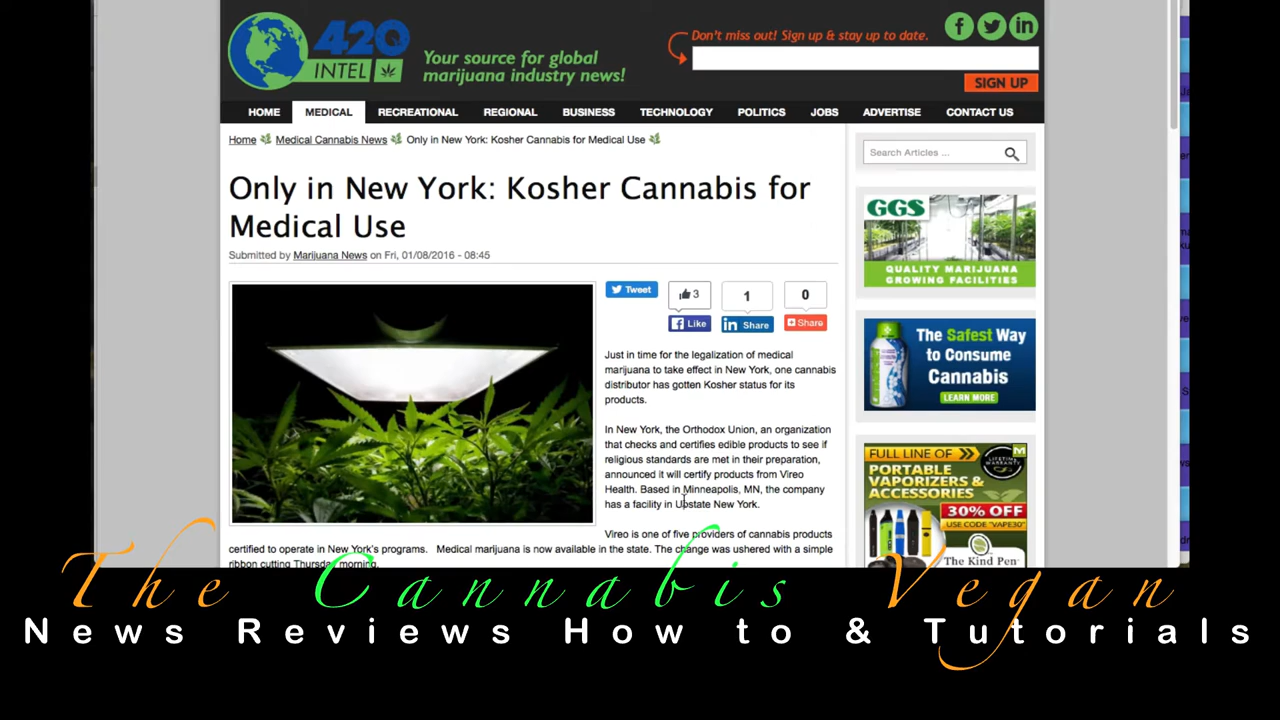 420
INTEL
Your source for global
marijuana industry news!
Don't miss out! Sign up & stay up to date.
SIGN UP
HOME MEDICAL RECREATIONAL REGIONAL BUSINESS TECHNOLOGY POLITICS JOBS ADVERTISE CONTACT US
Home Medical Cannabis News Only in New York: Kosher Cannabis for Medical Use
Search Articles ...
Only in New York: Kosher Cannabis for
Medical Use
Submitted by Marijuana News on Fri, 01/08/2016 - 08:45
Tweet
3
Like
1
Share
0
Share
Just in time for the legalization of medical
marijuana to take effect in New York, one cannabis
distributor has gotten Kosher status for its
products.
In New York, the Orthodox Union, an organization
that checks and certifies edible products to see if
religious standards are met in their preparation,
announced it will certify products from Vireo
Health. Based in Minneapolis, MN, the company
has a facility in Upstate New York.
Vireo is one of five providers of cannabis products
certified to operate in New York's programs. Medical marijuana is now available in the state. The change was ushered with a simple
ribbon cutting Thursday morning.
GGS
QUALITY MARIJUANA
GROWING FACILITIES
The Safest Way
to Consume
Cannabis
LEARN MORE
FULL LINE OF
PORTABLE
VAPORIZERS &
ACCESSORIES
LIFETIME
WARRANTY
30% OFF
USE CODE "VAPE30"
The Kind Pen
The Cannabis Vegan
News Reviews How to & Tutorials